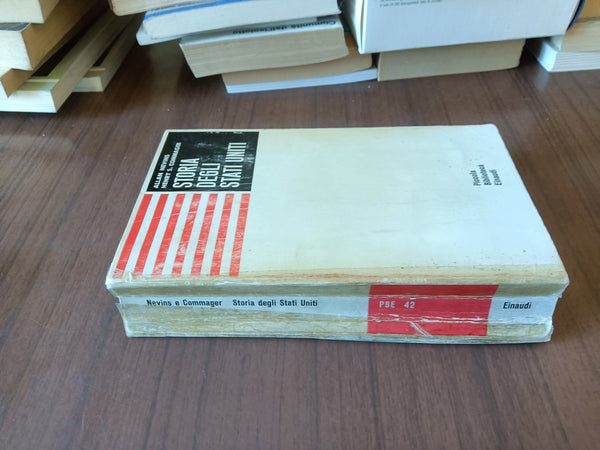 ALLAN NEVINS
HENRY S. COMMAGER
STORIA
DEGLI
STATI UNITI
Piccola
Biblioteca
Einaudi
Nevins e Commager Storia degli Stati Uniti
PBE 42
Einaudi